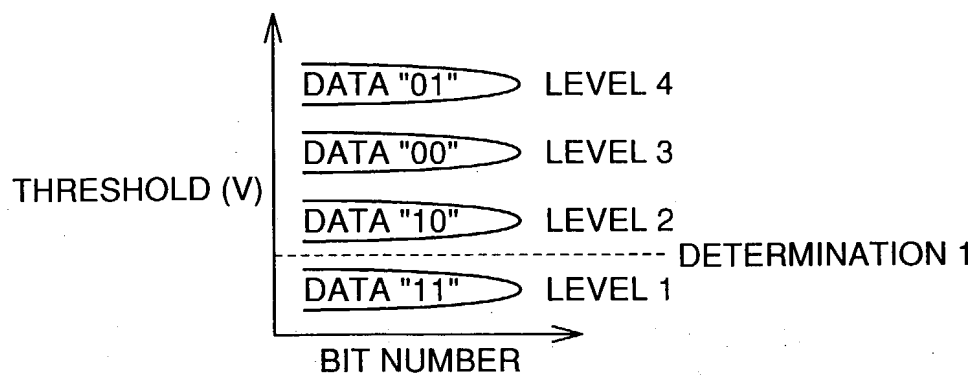 DATA "01" LEVEL 4
DATA "00" LEVEL 3
THRESHOLD (V)
DATA "10" LEVEL 2
DETERMINATION 1
DATA "11" LEVEL 1
BIT NUMBER